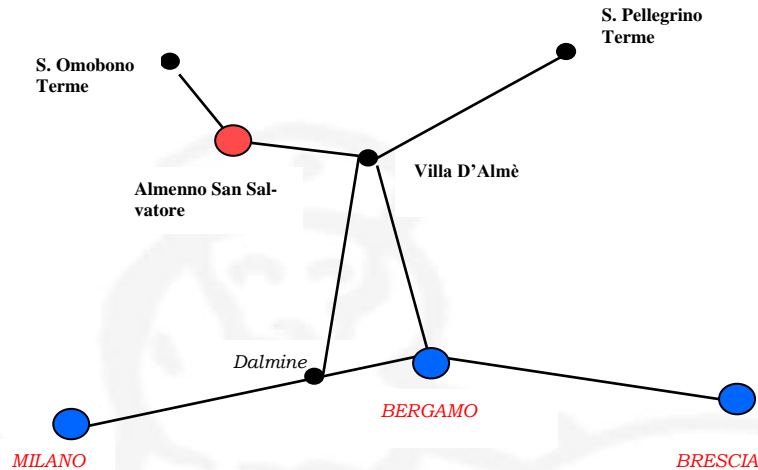 S. Pellegrino
Terme
S. Omobono
Terme
Villa D'Almè
Almenno San Sal-
vatore
Dalmine
BERGAMO
MILANO
BRESCIA